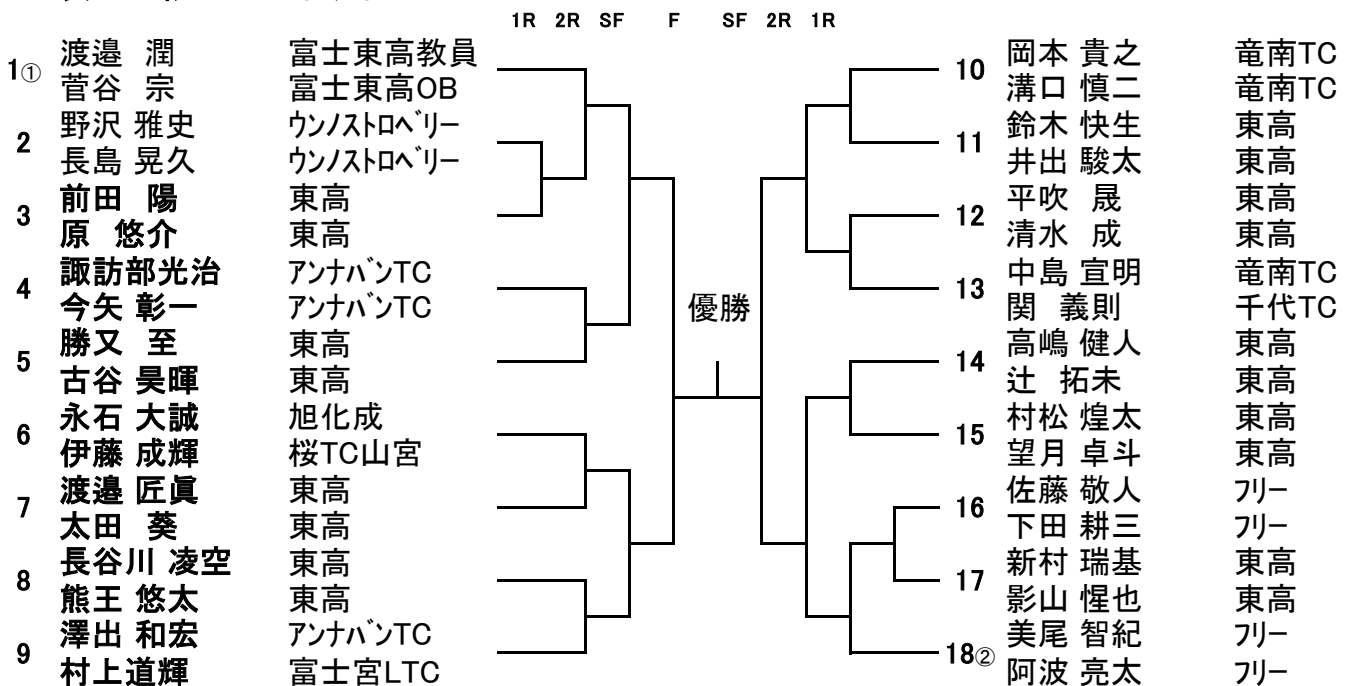 1R 2R SF F SF 2R 1R
1① 渡邉 潤 富士東高教員
菅谷 宗 富士東高OB
2 野沢 雅史 ウンノストロベリー
長島 晃久 ウンノストロベリー
3 前田 陽 東高
原 悠介 東高
4 諏訪部光治 アンナバンTC
今矢 彰一 アンナバンTC
5 勝又 至 東高
古谷 昊暉 東高
6 永石 大誠 旭化成
伊藤 成輝 桜TC山宮
7 渡邉 匠眞 東高
太田 葵 東高
8 長谷川 凌空 東高
熊王 悠太 東高
9 澤出 和宏 アンナバンTC
村上道輝 富士宮LTC
優勝
10 岡本 貴之 竜南TC
溝口 慎二 竜南TC
11 鈴木 快生 東高
井出 駿太 東高
12 平吹 晟 東高
清水 成 東高
13 中島 宣明 竜南TC
関 義則 千代TC
14 高嶋 健人 東高
辻 拓未 東高
15 村松 煌太 東高
望月 卓斗 東高
16 佐藤 敬人 フリー
下田 耕三 フリー
17 新村 瑞基 東高
影山 惺也 東高
18② 美尾 智紀 フリー
阿波 亮太 フリー